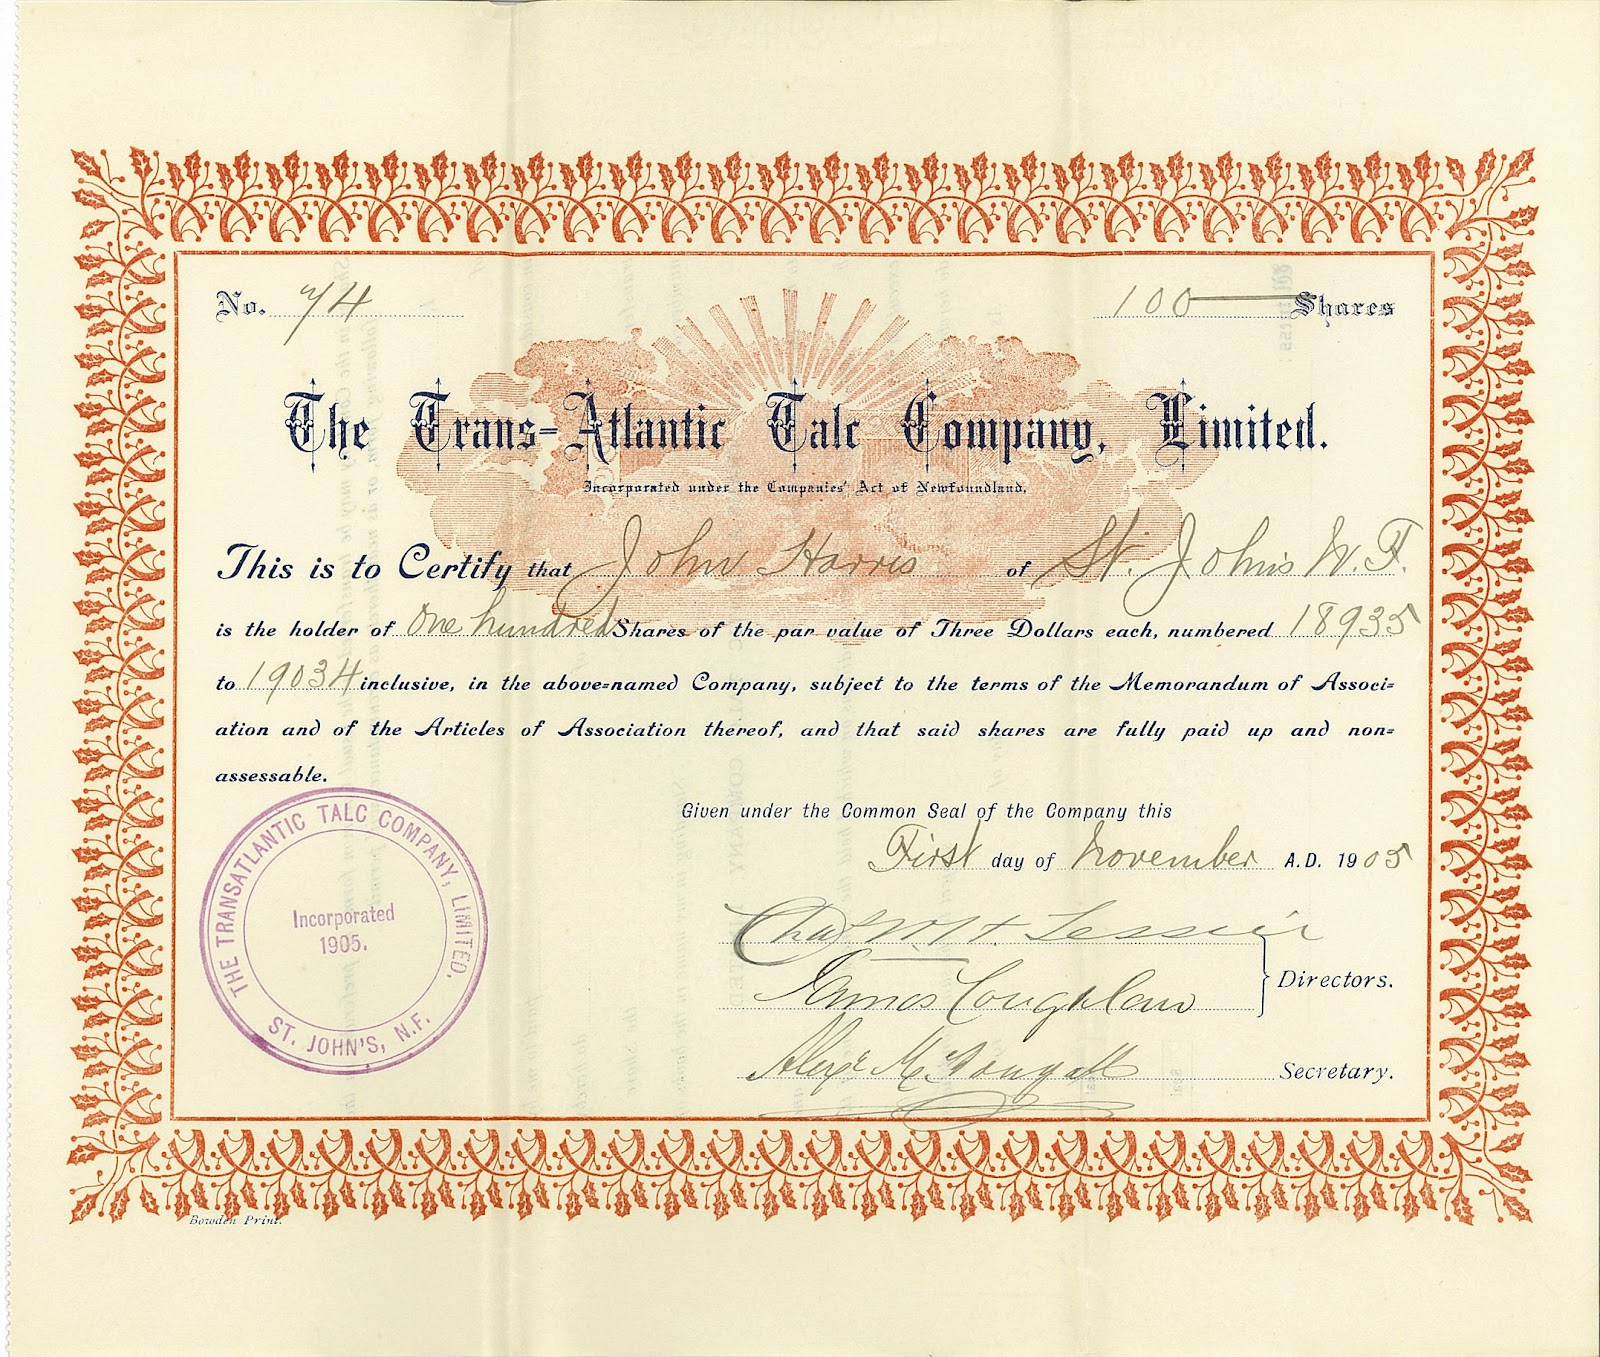 No. 74 100 Shares
The Trans-Atlantic Talc Company, Limited.
Incorporated under the Companies' Act of Newfoundland.
This is to Certify that John Harris of St. John's N.F.
is the holder of One hundred Shares of the par value of Three Dollars each, numbered 18935
to 19034 inclusive, in the above-named Company, subject to the terms of the Memorandum of Associ-
ation and of the Articles of Association thereof, and that said shares are fully paid up and non-
assessable.
Given under the Common Seal of the Company this
First day of November A.D. 1905
Chas
James Coughlan
Directors.
Alexr McDougall
Secretary.
THE TRANSATLANTIC TALC COMPANY, LIMITED.
Incorporated
1905.
ST. JOHN'S, N.F.
Bowden Print.